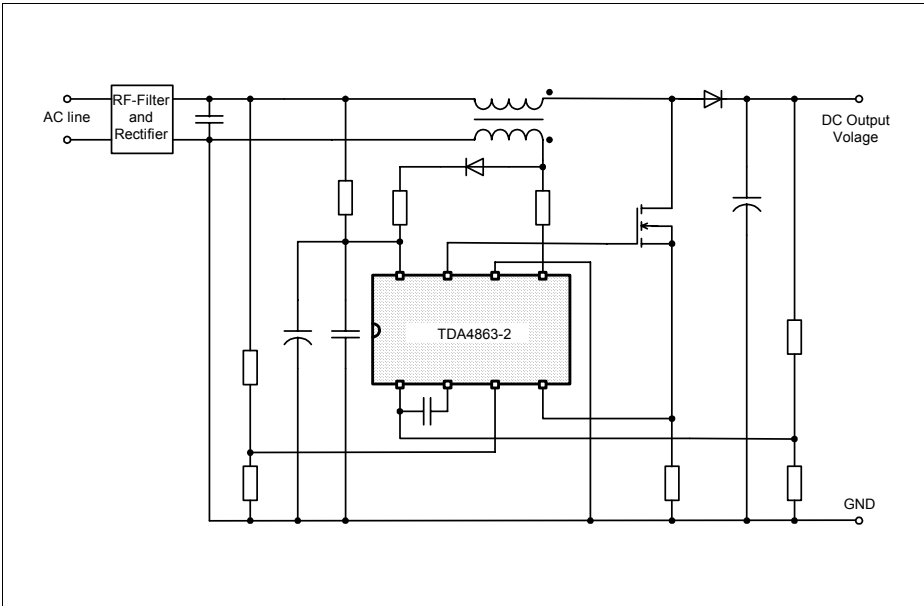 RF-Filter
and
Rectifier
AC line
DC Output
Volage
TDA4863-2
GND